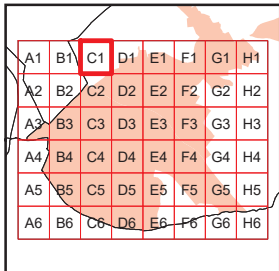 A1 B1 C1 D1 E1 F1 G1 H1
A2 B2 C2 D2 E2 F2 G2 H2
A3 B3 C3 D3 E3 F3 G3 H3
A4 B4 C4 D4 E4 F4 G4 H4
A5 B5 C5 D5 E5 F5 G5 H5
A6 B6 C6 D6 E6 F6 G6 H6